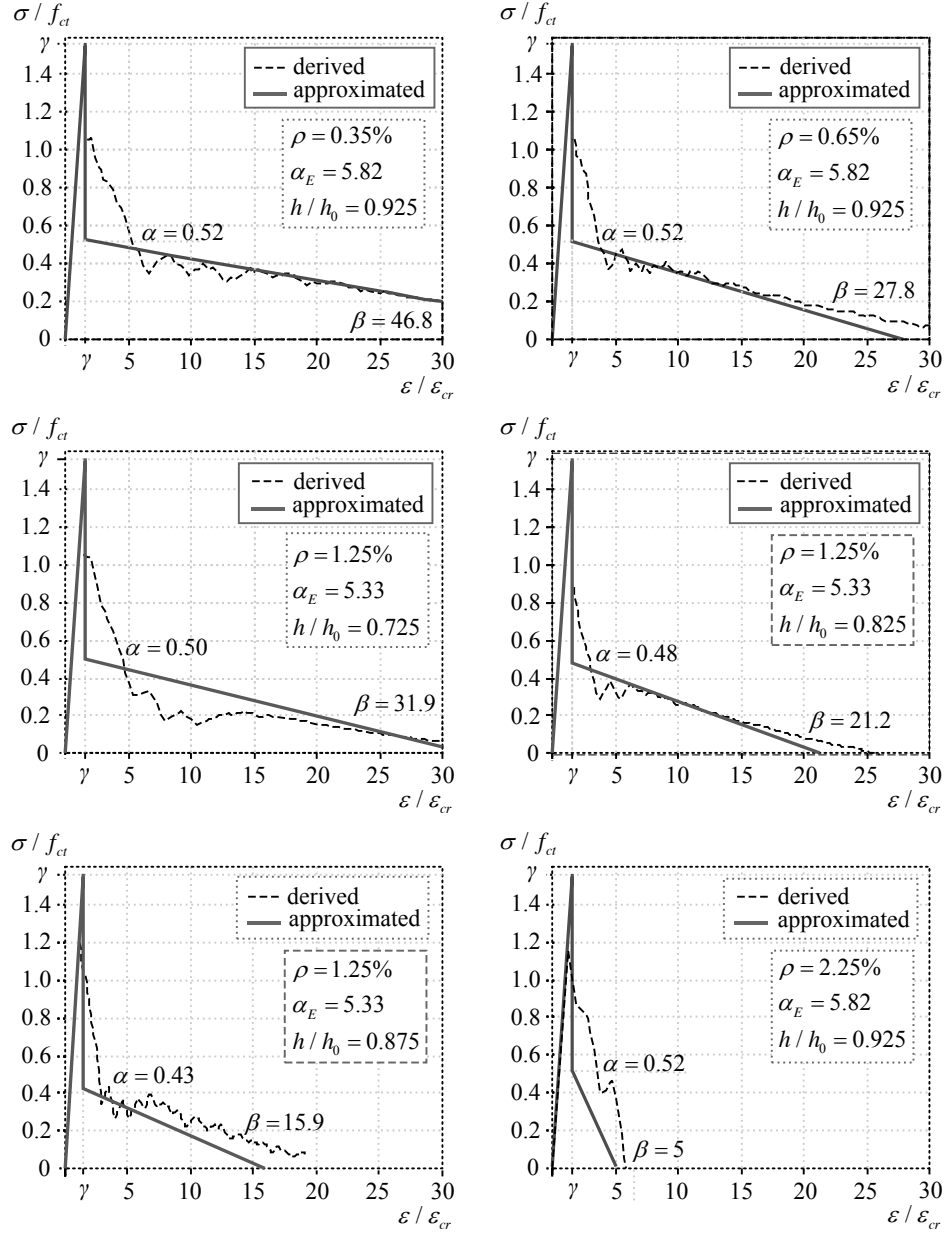 σ / f_ct
γ
1.4
1.2
1.0
0.8
0.6
0.4
0.2
0
derived
approximated
ρ = 0.35%
α_E = 5.82
h / h_0 = 0.925
α = 0.52
β = 46.8
γ 5 10 15 20 25 30
ε / ε_cr
σ / f_ct
γ
1.4
1.2
1.0
0.8
0.6
0.4
0.2
0
derived
approximated
ρ = 0.65%
α_E = 5.82
h / h_0 = 0.925
α = 0.52
β = 27.8
γ 5 10 15 20 25 30
ε / ε_cr
σ / f_ct
γ
1.4
1.2
1.0
0.8
0.6
0.4
0.2
0
derived
approximated
ρ = 1.25%
α_E = 5.33
h / h_0 = 0.725
α = 0.50
β = 31.9
γ 5 10 15 20 25 30
ε / ε_cr
σ / f_ct
γ
1.4
1.2
1.0
0.8
0.6
0.4
0.2
0
derived
approximated
ρ = 1.25%
α_E = 5.33
h / h_0 = 0.825
α = 0.48
β = 21.2
γ 5 10 15 20 25 30
ε / ε_cr
σ / f_ct
γ
1.4
1.2
1.0
0.8
0.6
0.4
0.2
0
derived
approximated
ρ = 1.25%
α_E = 5.33
h / h_0 = 0.875
α = 0.43
β = 15.9
γ 5 10 15 20 25 30
ε / ε_cr
σ / f_ct
γ
1.4
1.2
1.0
0.8
0.6
0.4
0.2
0
derived
approximated
ρ = 2.25%
α_E = 5.82
h / h_0 = 0.925
α = 0.52
β = 5
γ 5 10 15 20 25 30
ε / ε_cr